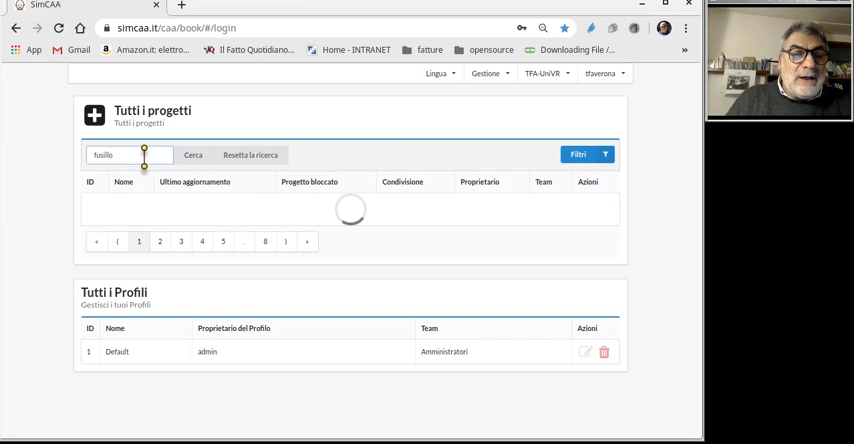 SimCAA
simcaa.it/caa/book/#/login
App Gmail Amazon.it: elettro... Il Fatto Quotidiano... Home - INTRANET fatture opensource Downloading File /... »
Lingua Gestione TFA-UniVR tfaverona
Tutti i progetti
Tutti i progetti
fusillo Cerca Resetta la ricerca Filtri
ID Nome Ultimo aggiornamento Progetto bloccato Condivisione Proprietario Team Azioni
« ⟨ 1 2 3 4 5 ... 8 ⟩ »
Tutti i Profili
Gestisci i tuoi Profili
ID Nome Proprietario del Profilo Team Azioni
1 Default admin Amministratori